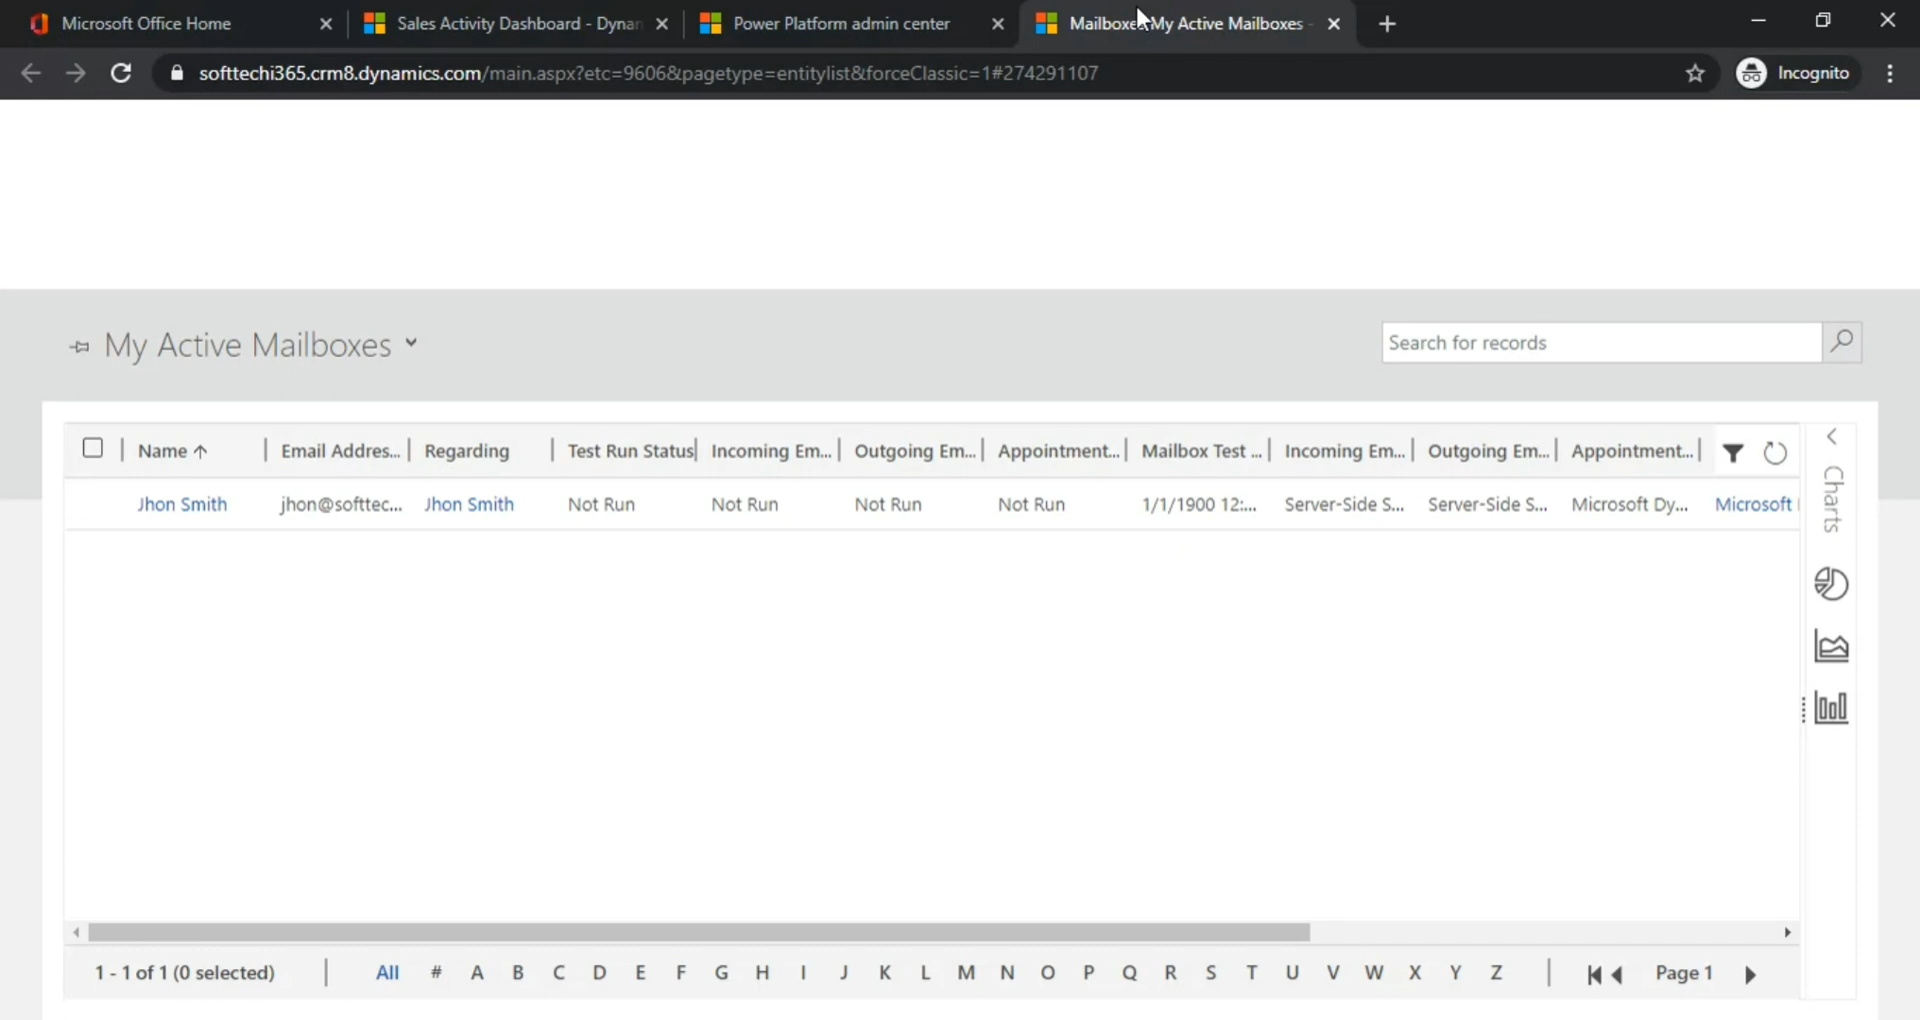 Microsoft Office Home
Sales Activity Dashboard - Dynan
Power Platform admin center
Mailboxe My Active Mailboxes -
softtechi365.crm8.dynamics.com/main.aspx?etc=9606&pagetype=entitylist&forceClassic=1#274291107
Incognito
My Active Mailboxes
Search for records
Name Email Addres... Regarding Test Run Status Incoming Em... Outgoing Em... Appointment... Mailbox Test ... Incoming Em... Outgoing Em... Appointment...
Jhon Smith jhon@softtec... Jhon Smith Not Run Not Run Not Run Not Run 1/1/1900 12:... Server-Side S... Server-Side S... Microsoft Dy... Microsoft
Charts
1 - 1 of 1 (0 selected) All # A B C D E F G H I J K L M N O P Q R S T U V W X Y Z Page 1